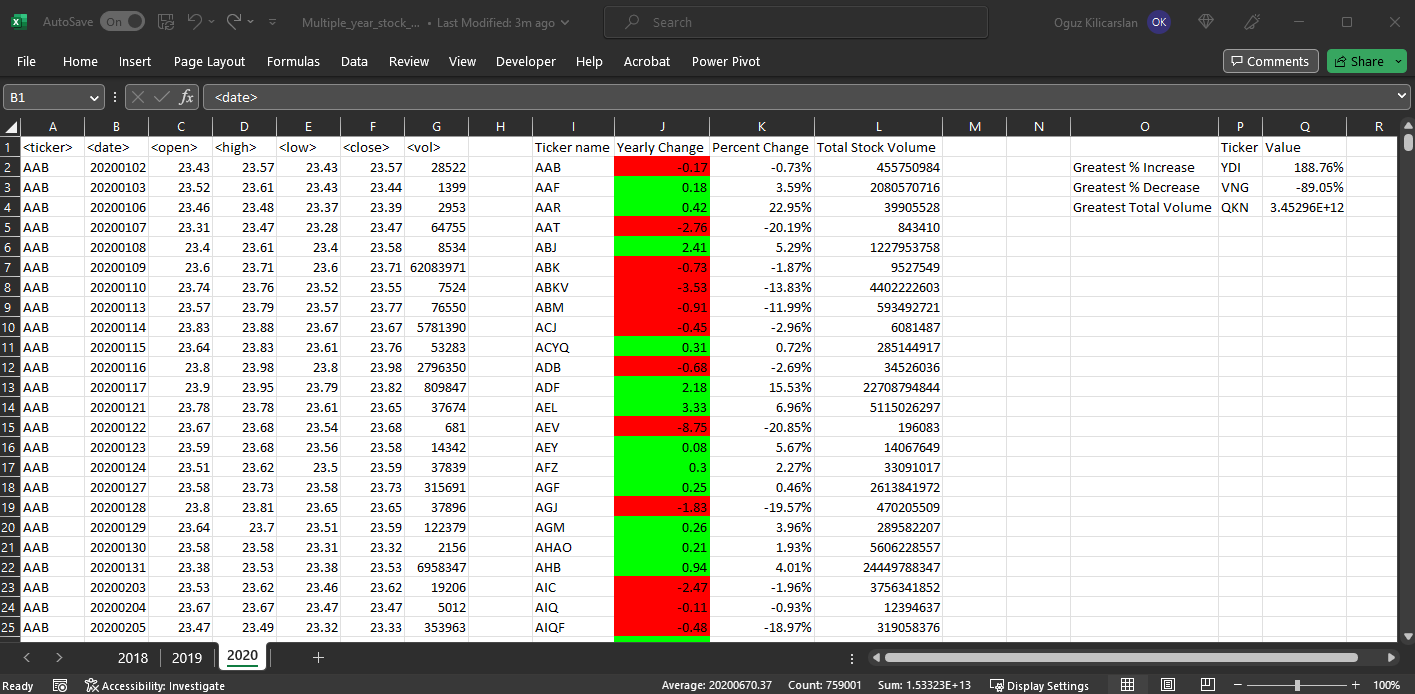 AutoSave On Multiple_year_stock_... • Last Modified: 3m ago Search Oguz Kilicarslan OK
File Home Insert Page Layout Formulas Data Review View Developer Help Acrobat Power Pivot Comments Share
B1 fx <date>
A B C D E F G H I J K L M N O P Q R
1 <ticker> <date> <open> <high> <low> <close> <vol> Ticker name Yearly Change Percent Change Total Stock Volume Ticker Value
2 AAB 20200102 23.43 23.57 23.43 23.57 28522 AAB -0.17 -0.73% 455750984 Greatest % Increase YDI 188.76%
3 AAB 20200103 23.52 23.61 23.43 23.44 1399 AAF 0.18 3.59% 2080570716 Greatest % Decrease VNG -89.05%
4 AAB 20200106 23.46 23.48 23.37 23.39 2953 AAR 0.42 22.95% 39905528 Greatest Total Volume QKN 3.45296E+12
5 AAB 20200107 23.31 23.47 23.28 23.47 64755 AAT -2.76 -20.19% 843410
6 AAB 20200108 23.4 23.61 23.4 23.58 8534 ABJ 2.41 5.29% 1227953758
7 AAB 20200109 23.6 23.71 23.6 23.71 62083971 ABK -0.73 -1.87% 9527549
8 AAB 20200110 23.74 23.76 23.52 23.55 7524 ABKV -3.53 -13.83% 4402222603
9 AAB 20200113 23.57 23.79 23.57 23.77 76550 ABM -0.91 -11.99% 593492721
10 AAB 20200114 23.83 23.88 23.67 23.67 5781390 ACJ -0.45 -2.96% 6081487
11 AAB 20200115 23.64 23.83 23.61 23.76 53283 ACYQ 0.31 0.72% 285144917
12 AAB 20200116 23.8 23.98 23.8 23.98 2796350 ADB -0.68 -2.69% 34526036
13 AAB 20200117 23.9 23.95 23.79 23.82 809847 ADF 2.18 15.53% 22708794844
14 AAB 20200121 23.78 23.78 23.61 23.65 37674 AEL 3.33 6.96% 5115026297
15 AAB 20200122 23.67 23.68 23.54 23.68 681 AEV -8.75 -20.85% 196083
16 AAB 20200123 23.59 23.68 23.56 23.58 14342 AEY 0.08 5.67% 14067649
17 AAB 20200124 23.51 23.62 23.5 23.59 37839 AFZ 0.3 2.27% 33091017
18 AAB 20200127 23.58 23.73 23.58 23.73 315691 AGF 0.25 0.46% 2613841972
19 AAB 20200128 23.8 23.81 23.65 23.65 37896 AGJ -1.83 -19.57% 470205509
20 AAB 20200129 23.64 23.7 23.51 23.59 122379 AGM 0.26 3.96% 289582207
21 AAB 20200130 23.58 23.58 23.31 23.32 2156 AHAO 0.21 1.93% 5606228557
22 AAB 20200131 23.38 23.53 23.38 23.53 6958347 AHB 0.94 4.01% 24449788347
23 AAB 20200203 23.53 23.62 23.46 23.62 19206 AIC -2.47 -1.96% 3756341852
24 AAB 20200204 23.67 23.67 23.47 23.47 5012 AIQ -0.11 -0.93% 12394637
25 AAB 20200205 23.47 23.49 23.32 23.33 353963 AIQF -0.48 -18.97% 319058376
2018 2019 2020
Ready Accessibility: Investigate Average: 20200670.37 Count: 759001 Sum: 1.53323E+13 Display Settings 100%